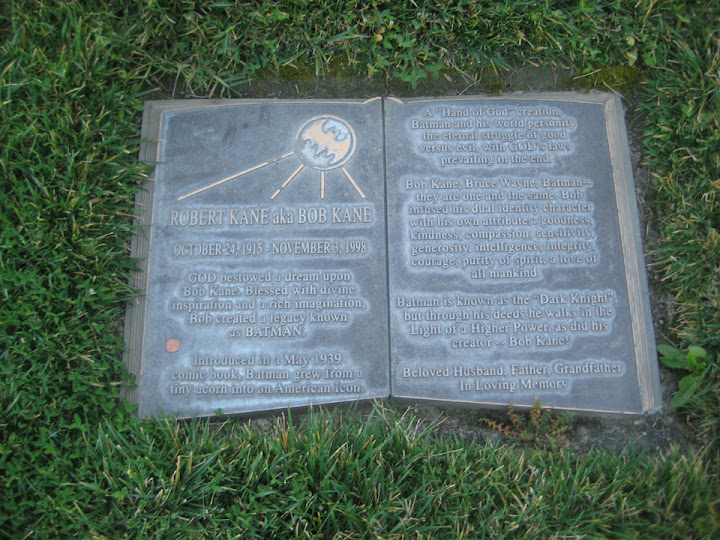 ROBERT KANE aka BOB KANE
OCTOBER 24, 1915 - NOVEMBER 3, 1998
GOD bestowed a dream upon
Bob Kane. Blessed with divine
inspiration and a rich imagination,
Bob created a legacy known
as BATMAN.
Introduced in a May 1939
comic book, Batman grew from a
tiny acorn into an American Icon
A "Hand of God" creation,
Batman and his world personify
the eternal struggle of good
versus evil, with GOD's laws
prevailing in the end.
Bob Kane, Bruce Wayne, Batman--
they are one and the same. Bob
infused his dual identity character
with his own attributes: goodness,
kindness, compassion, sensitivity,
generosity, intelligence, integrity,
courage, purity of spirit, a love of
all mankind.
Batman is known as the "Dark Knight",
but through his deeds he walks in the
Light of a Higher Power, as did his
creator -- Bob Kane!
Beloved Husband, Father, Grandfather
In Loving Memory